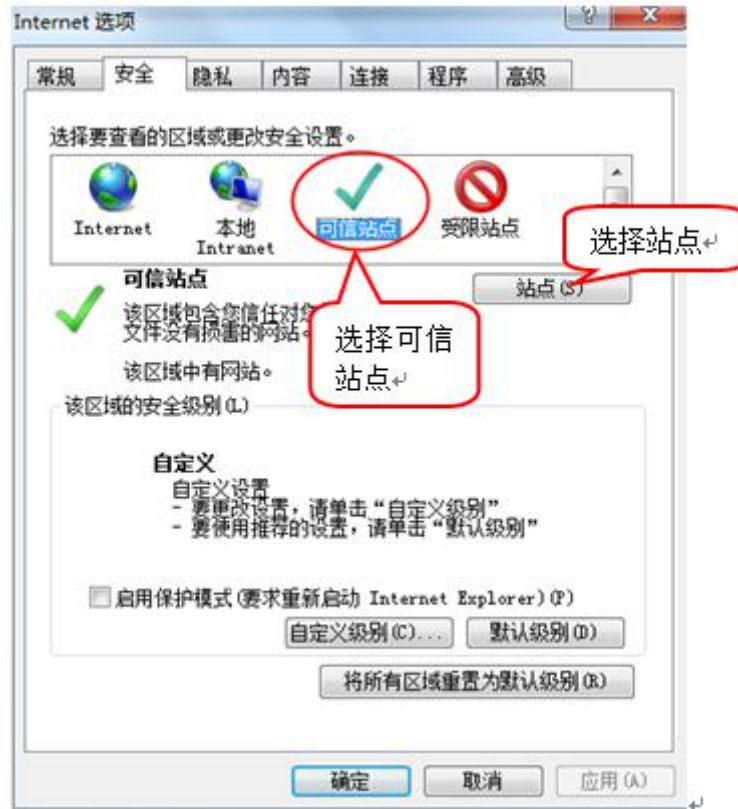 Internet 选项
常规 安全 隐私 内容 连接 程序 高级
选择要查看的区域或更改安全设置。
Internet 本地 可信站点 受限站点
Intranet
选择站点↵
可信站点
站点(S)
该区域包含您信任对您
文件没有损害的网站。
选择可信
站点↵
该区域中有网站。
该区域的安全级别(L)
自定义
自定义设置
- 要更改设置，请单击“自定义级别”
- 要使用推荐的设置，请单击“默认级别”
启用保护模式(要求重新启动 Internet Explorer)(P)
自定义级别(C)... 默认级别(D)
将所有区域重置为默认级别(R)
确定 取消 应用(A)